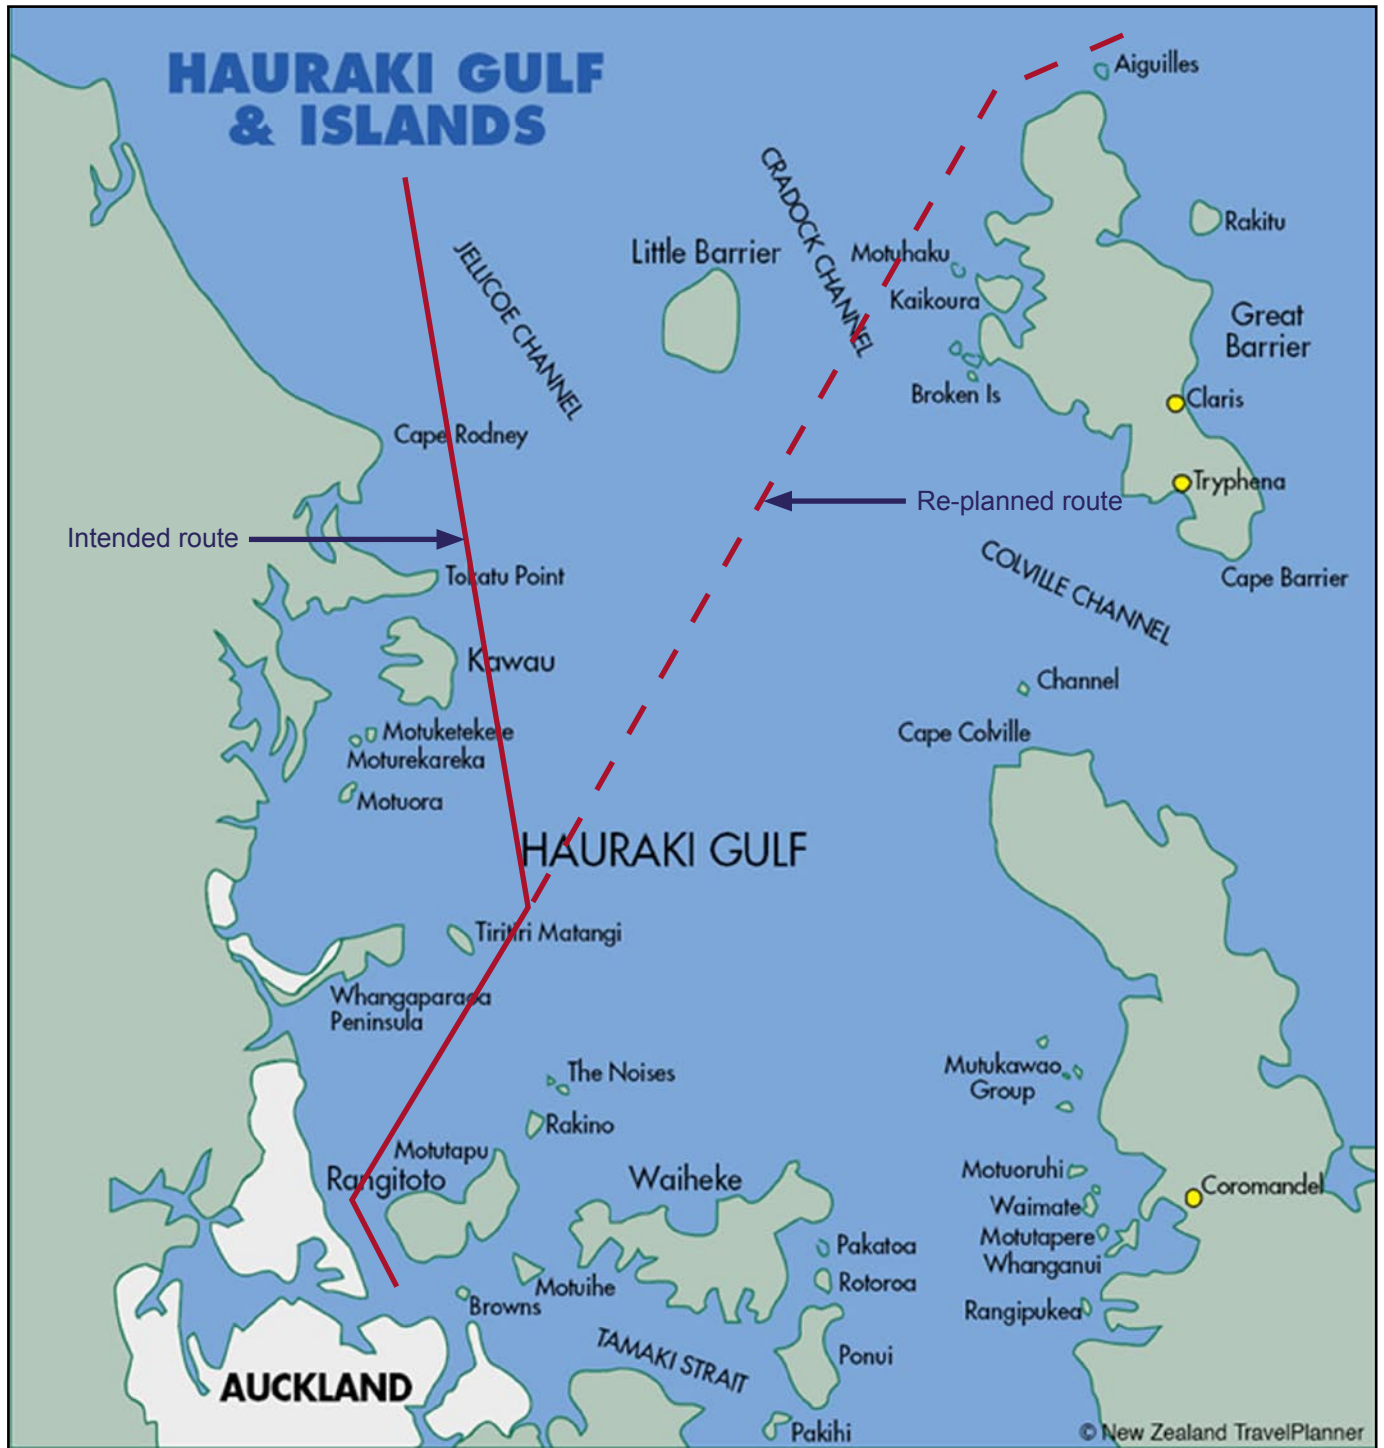 HAURAKI GULF
& ISLANDS
Aiguilles
CRADOCK CHANNEL
Rakitu
JELLICOE CHANNEL
Little Barrier
Motuhaku
Kaikoura
Great
Barrier
Broken Is
Claris
Cape Rodney
Tryphena
Re-planned route
Intended route
COLVILLE CHANNEL
Cape Barrier
Tokatu Point
Kawau
Channel
Cape Colville
Motuketekete
Moturekareka
Motuora
HAURAKI GULF
Tiritiri Matangi
Whangaparaoa
Peninsula
The Noises
Mutukawao
Group
Rakino
Motutapu
Rangitoto
Waiheke
Motuoruhi
Coromandel
Waimate
Motutapere
Whanganui
Pakatoa
Rotoroa
Motuihe
Browns
Rangipukea
TAMAKI STRAIT
Ponui
AUCKLAND
Pakihi
© New Zealand TravelPlanner